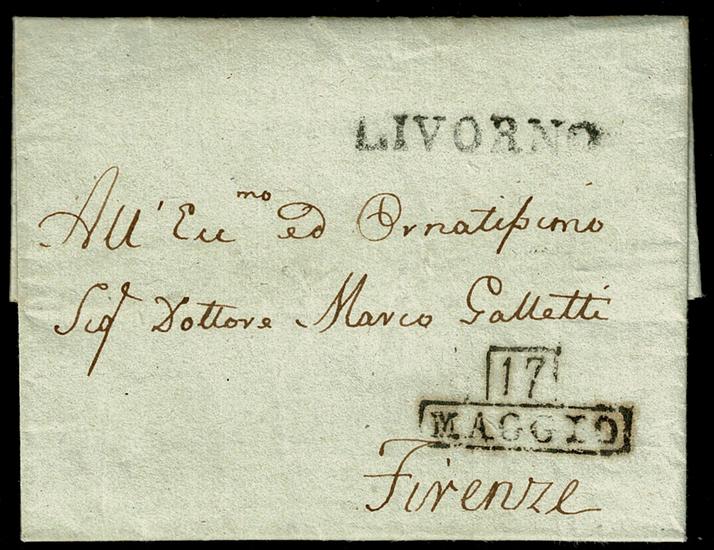 LIVORNO
All' Ecc.mo ed Ornatissimo
Sig.r Dottore Marco Galletti
17
MAGGIO
Firenze